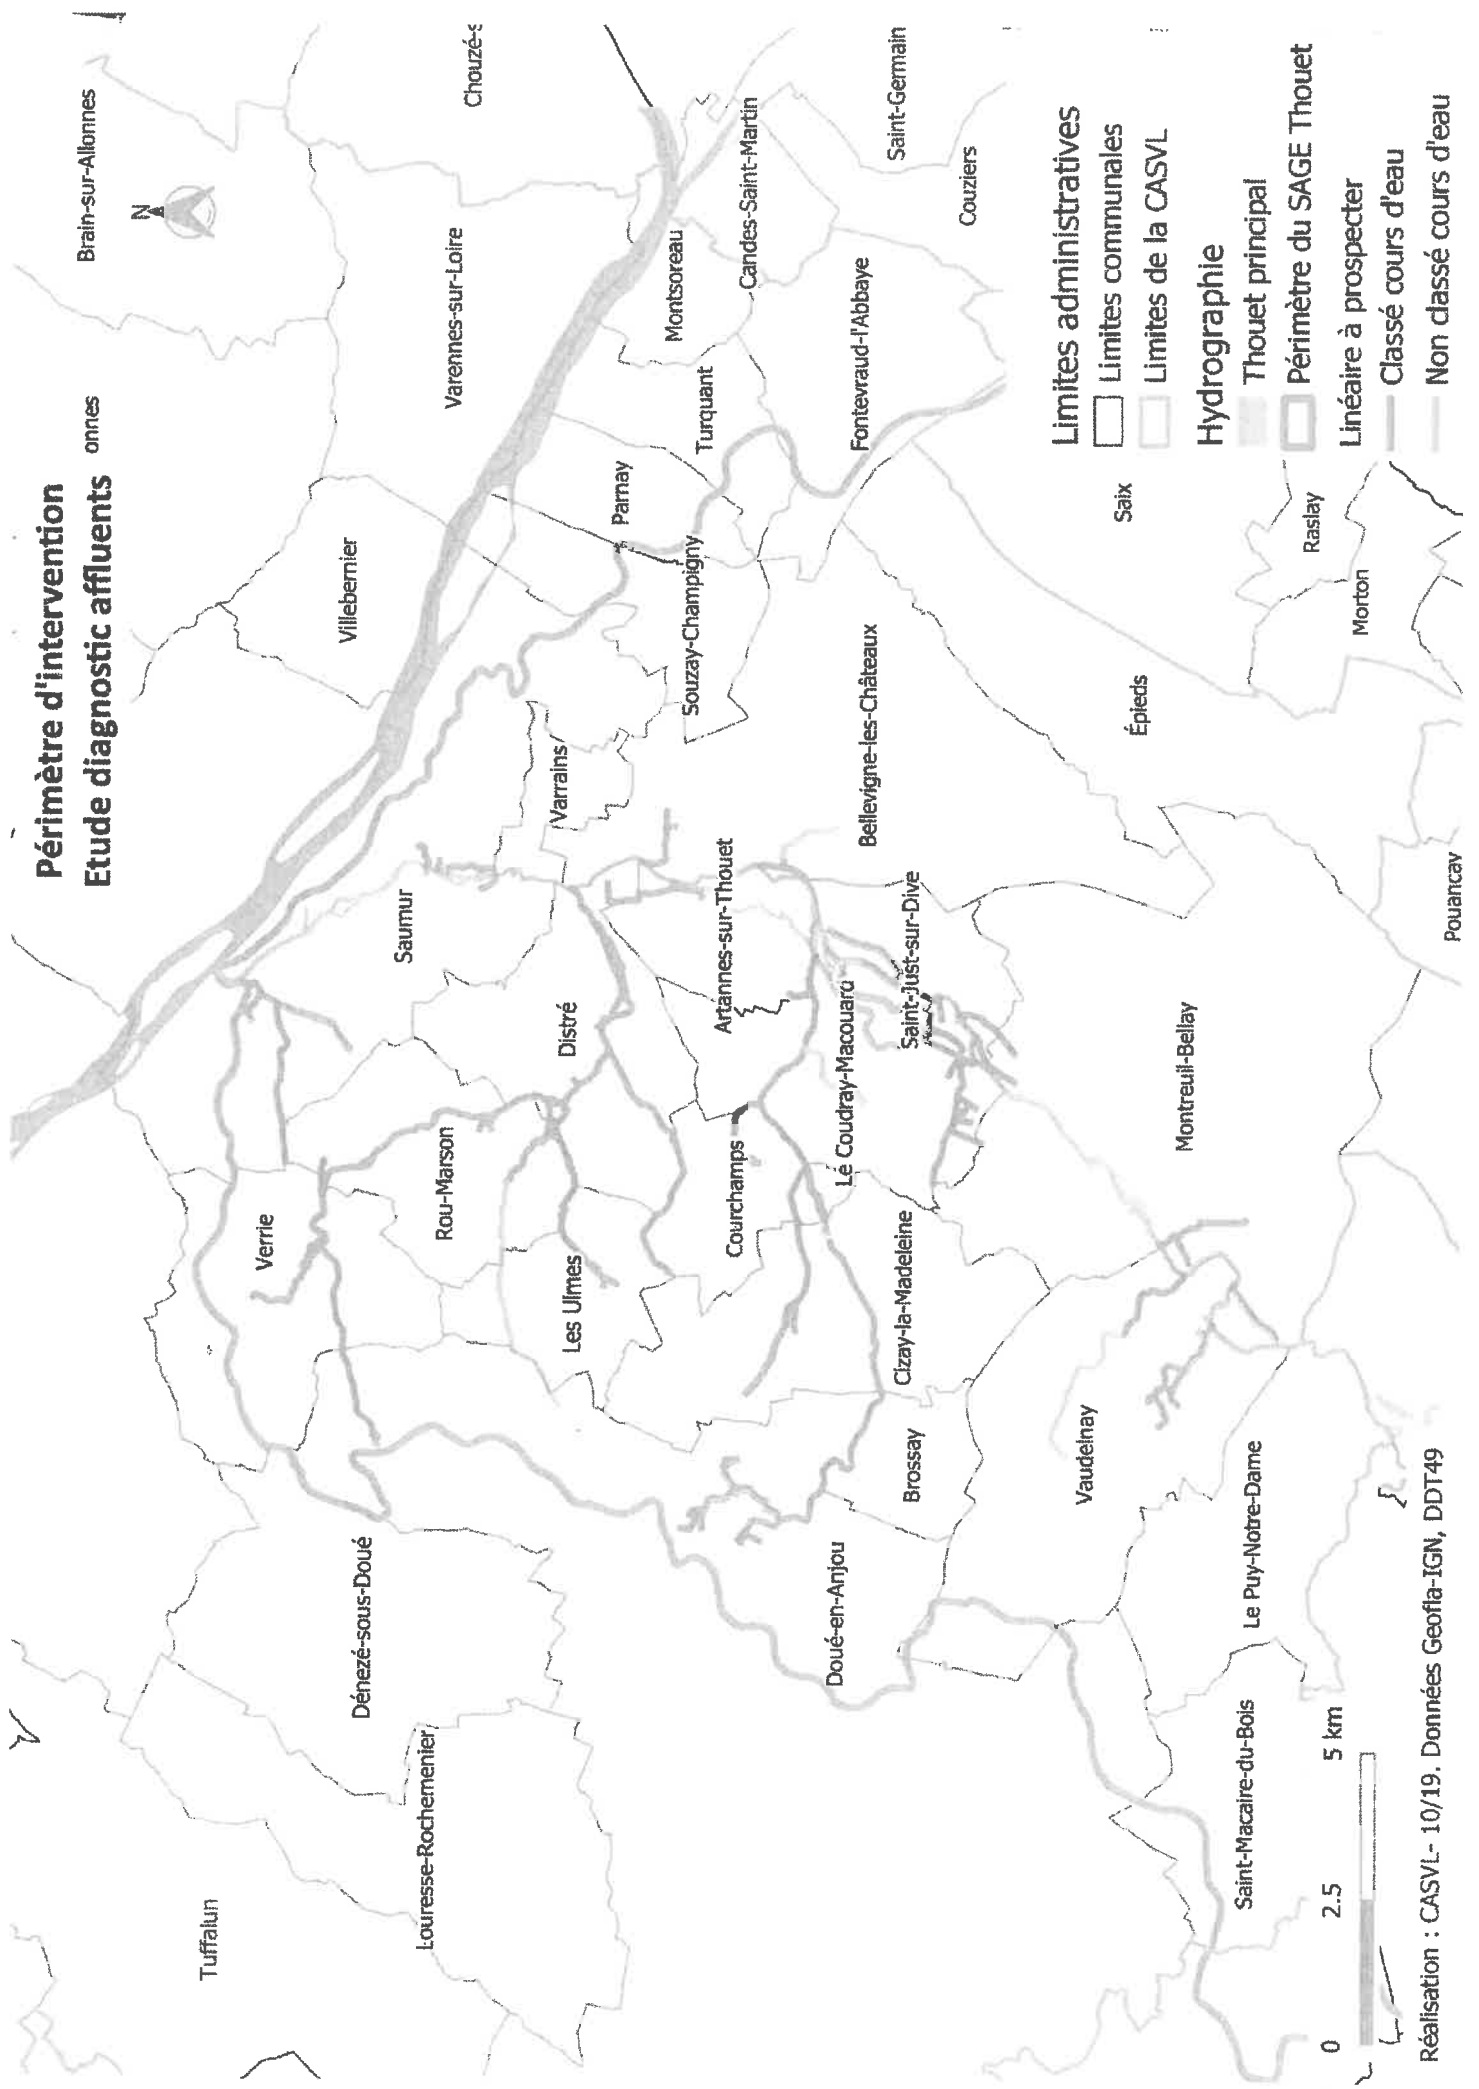 Périmètre d'intervention
Etude diagnostic affluents
onnes
Brain-sur-Allonnes
N
Chouzé-s
Varennes-sur-Loire
Villebernier
Tuffalun
Verrie
Saumur
Dénezé-sous-Doué
Louresse-Rochemenier
Rou-Marson
Distré
Varrains
Parnay
Montsoreau
Turquant
Candes-Saint-Martin
Souzay-Champigny
Les Ulmes
Courchamps
Artannes-sur-Thouet
Saint-Germain
Couziers
Fontevraud-l'Abbaye
Bellevigne-les-Châteaux
Le Coudray-Macouard
Saint-Just-sur-Dive
Doué-en-Anjou
Brossay
Cizay-la-Madeleine
Vaudelnay
Montreuil-Bellay
Épieds
Saix
Raslay
Morton
Pouançay
Le Puy-Notre-Dame
Saint-Macaire-du-Bois
Limites administratives
Limites communales
Limites de la CASVL
Hydrographie
Thouet principal
Périmètre du SAGE Thouet
Linéaire à prospecter
Classé cours d'eau
Non classé cours d'eau
0 2.5 5 km
Réalisation : CASVL- 10/19. Données Geofla-IGN, DDT49